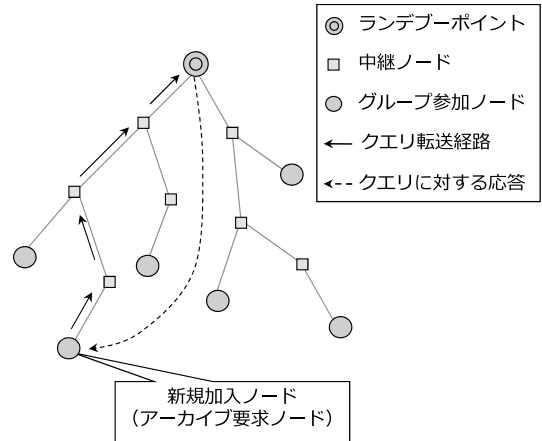 ランデブーポイント
中継ノード
グループ参加ノード
クエリ転送経路
クエリに対する応答
新規加入ノード
（アーカイブ要求ノード）